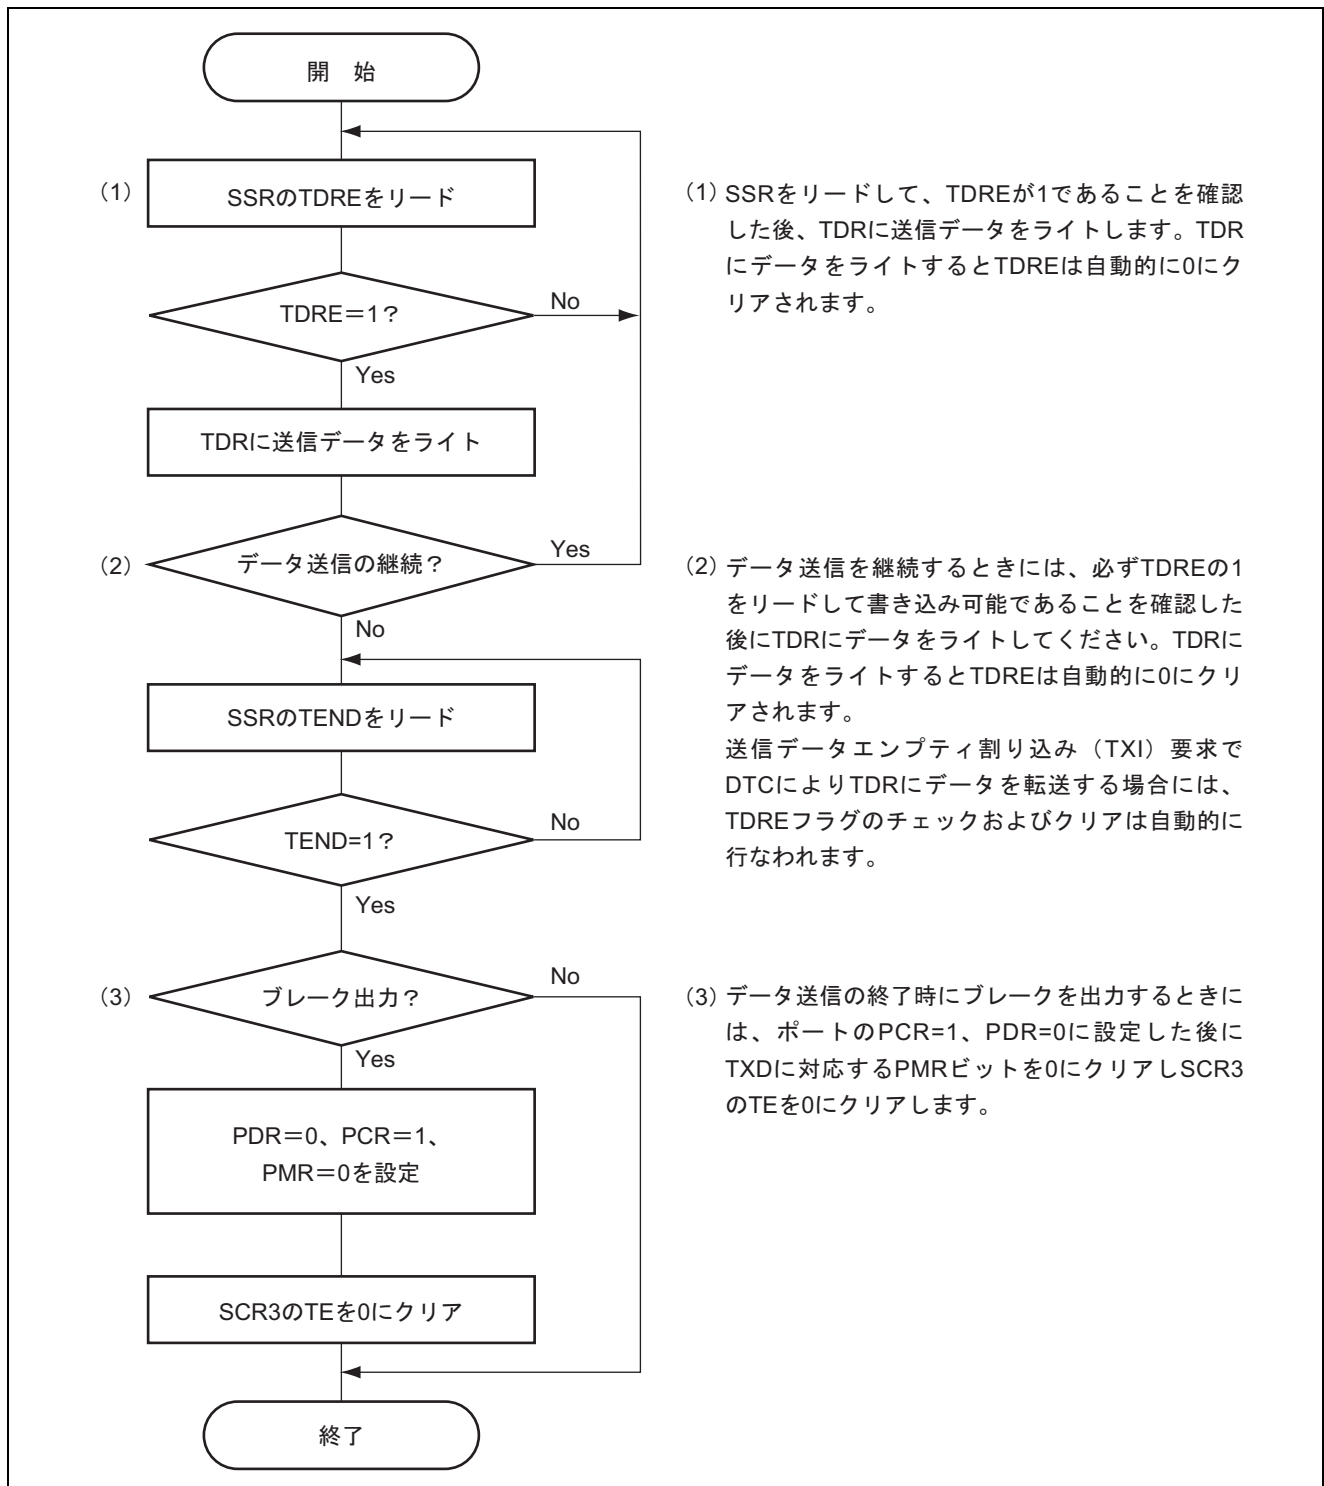 開　始
(1)
SSRのTDREをリード
TDRE＝1？
No
Yes
TDRに送信データをライト
(2)
データ送信の継続？
Yes
No
SSRのTENDをリード
TEND=1？
No
Yes
(3)
ブレーク出力？
No
Yes
PDR＝0、PCR＝1、
PMR＝0を設定
SCR3のTEを0にクリア
終了
(1) SSRをリードして、TDREが1であることを確認
した後、TDRに送信データをライトします。TDR
にデータをライトするとTDREは自動的に0にク
リアされます。
(2) データ送信を継続するときには、必ずTDREの1
をリードして書き込み可能であることを確認した
後にTDRにデータをライトしてください。TDRに
データをライトするとTDREは自動的に0にクリ
アされます。
送信データエンプティ割り込み（TXI）要求で
DTCによりTDRにデータを転送する場合には、
TDREフラグのチェックおよびクリアは自動的に
行なわれます。
(3) データ送信の終了時にブレークを出力するときに
は、ポートのPCR=1、PDR=0に設定した後に
TXDに対応するPMRビットを0にクリアしSCR3
のTEを0にクリアします。